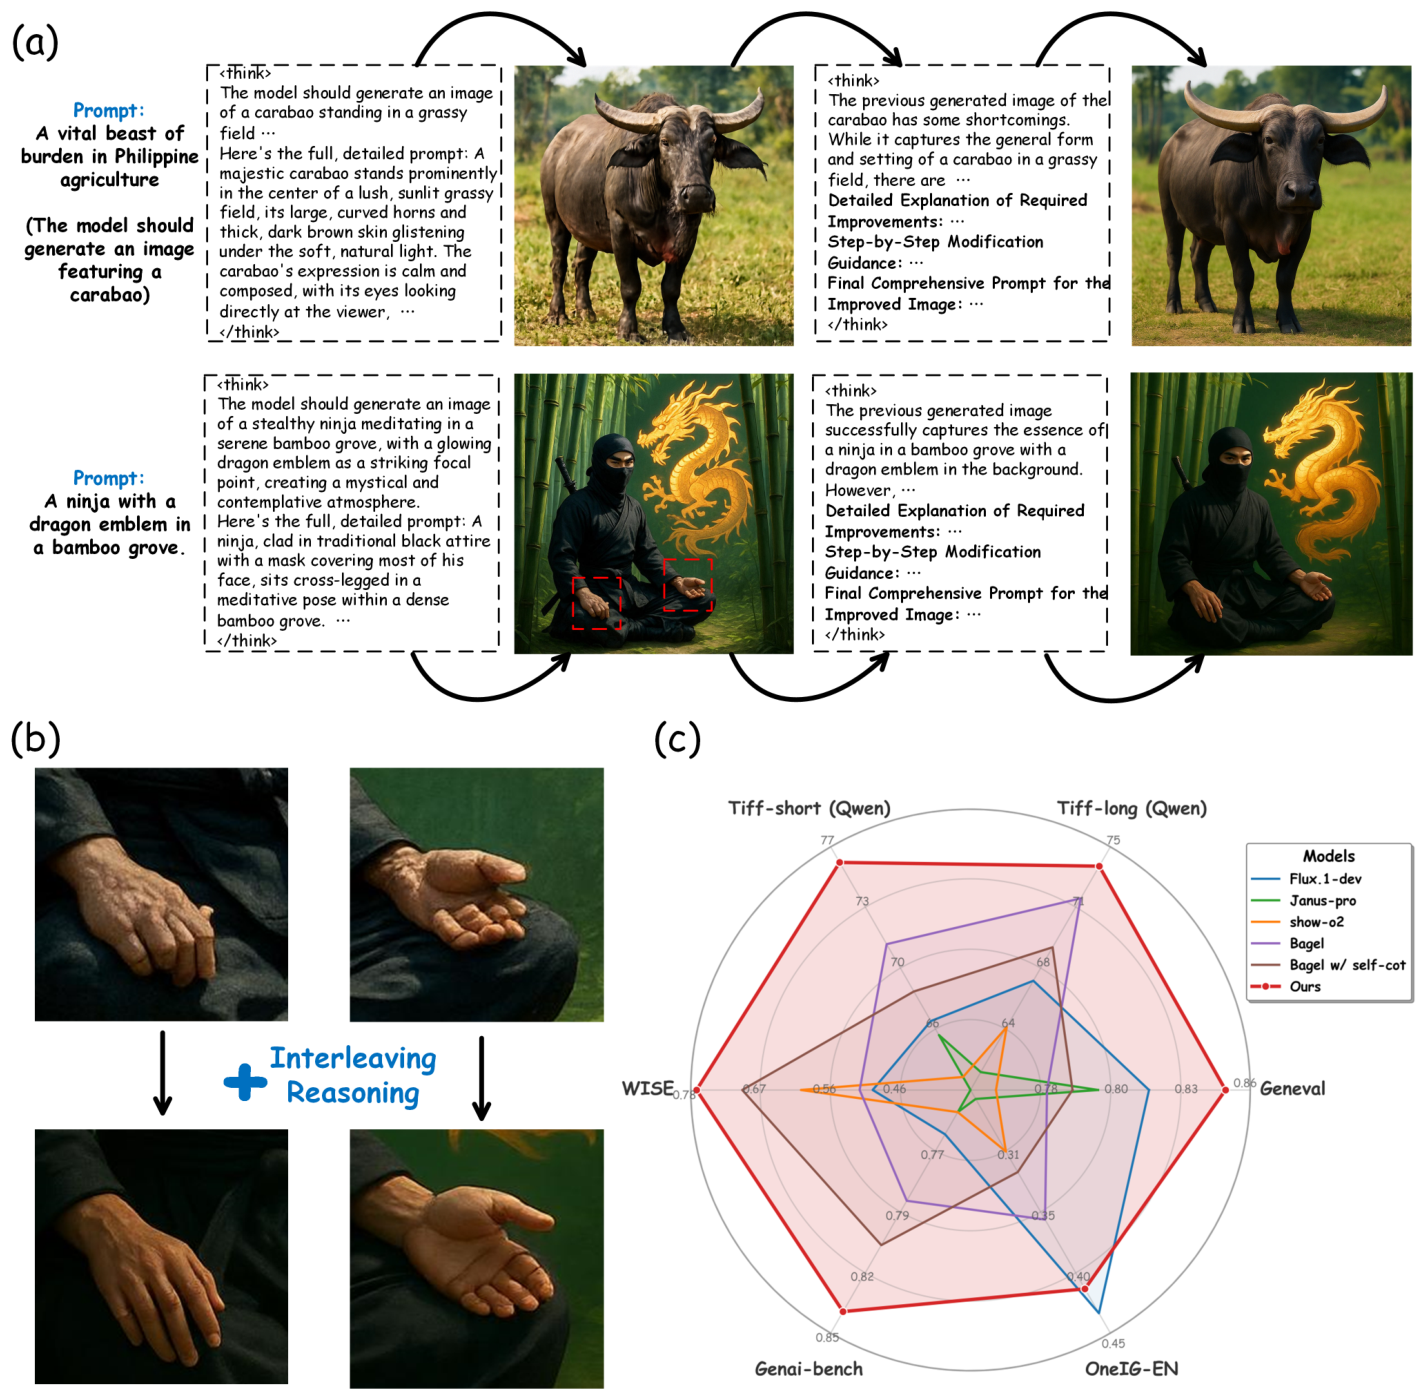 (a)
Prompt:
A vital beast of
burden in Philippine
agriculture
(The model should
generate an image
featuring a
carabao)
<think>
The model should generate an image
of a carabao standing in a grassy
field ···
Here's the full, detailed prompt: A
majestic carabao stands prominently
in the center of a lush, sunlit grassy
field, its large, curved horns and
thick, dark brown skin glistening
under the soft, natural light. The
carabao's expression is calm and
composed, with its eyes looking
directly at the viewer, ···
</think>
<think>
The previous generated image of the
carabao has some shortcomings.
While it captures the general form
and setting of a carabao in a grassy
field, there are ···
Detailed Explanation of Required
Improvements: ···
Step-by-Step Modification
Guidance: ···
Final Comprehensive Prompt for the
Improved Image: ···
</think>
Prompt:
A ninja with a
dragon emblem in
a bamboo grove.
<think>
The model should generate an image
of a stealthy ninja meditating in a
serene bamboo grove, with a glowing
dragon emblem as a striking focal
point, creating a mystical and
contemplative atmosphere.
Here's the full, detailed prompt: A
ninja, clad in traditional black attire
with a mask covering most of his
face, sits cross-legged in a
meditative pose within a dense
bamboo grove. ···
</think>
<think>
The previous generated image
successfully captures the essence of
a ninja in a bamboo grove with a
dragon emblem in the background.
However, ···
Detailed Explanation of Required
Improvements: ···
Step-by-Step Modification
Guidance: ···
Final Comprehensive Prompt for the
Improved Image: ···
</think>
(b)
Interleaving
Reasoning
(c)
Tiff-short (Qwen)
Tiff-long (Qwen)
77
75
73
71
70
68
66
64
WISE
0.78
0.67
0.56
0.46
0.78
0.80
0.83
0.86
Geneval
0.77
0.31
0.79
0.35
0.82
0.40
0.85
0.45
Genai-bench
OneIG-EN
Models
Flux.1-dev
Janus-pro
show-o2
Bagel
Bagel w/ self-cot
Ours